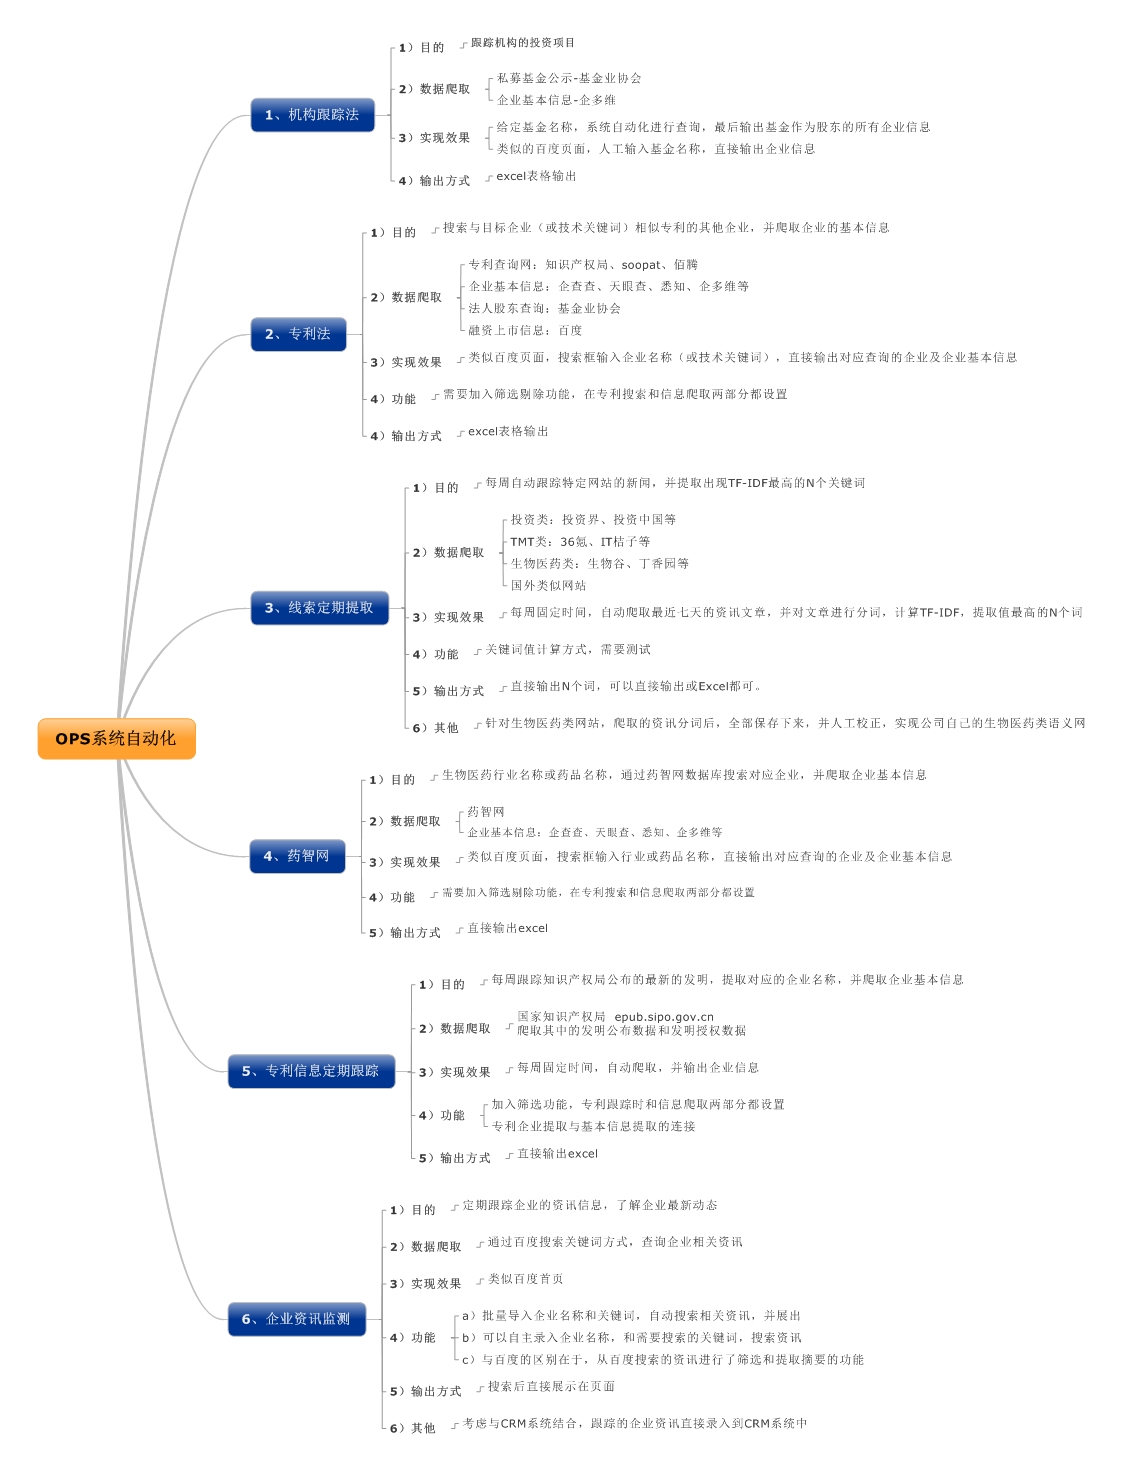 OPS系统自动化
1、机构跟踪法
1）目的
跟踪机构的投资项目
2）数据爬取
私募基金公示-基金业协会
企业基本信息-企多维
3）实现效果
给定基金名称，系统自动化进行查询，最后输出基金作为股东的所有企业信息
类似的百度页面，人工输入基金名称，直接输出企业信息
4）输出方式
excel表格输出
2、专利法
1）目的
搜索与目标企业（或技术关键词）相似专利的其他企业，并爬取企业的基本信息
2）数据爬取
专利查询网：知识产权局、soopat、佰腾
企业基本信息：企查查、天眼查、悉知、企多维等
法人股东查询：基金业协会
融资上市信息：百度
3）实现效果
类似百度页面，搜索框输入企业名称（或技术关键词），直接输出对应查询的企业及企业基本信息
4）功能
需要加入筛选剔除功能，在专利搜索和信息爬取两部分都设置
4）输出方式
excel表格输出
3、线索定期提取
1）目的
每周自动跟踪特定网站的新闻，并提取出现TF-IDF最高的N个关键词
2）数据爬取
投资类：投资界、投资中国等
TMT类：36氪、IT桔子等
生物医药类：生物谷、丁香园等
国外类似网站
3）实现效果
每周固定时间，自动爬取最近七天的资讯文章，并对文章进行分词，计算TF-IDF，提取值最高的N个词
4）功能
关键词值计算方式，需要测试
5）输出方式
直接输出N个词，可以直接输出或Excel都可。
6）其他
针对生物医药类网站，爬取的资讯分词后，全部保存下来，并人工校正，实现公司自己的生物医药类语义网
4、药智网
1）目的
生物医药行业名称或药品名称，通过药智网数据库搜索对应企业，并爬取企业基本信息
2）数据爬取
药智网
企业基本信息：企查查、天眼查、悉知、企多维等
3）实现效果
类似百度页面，搜索框输入行业或药品名称，直接输出对应查询的企业及企业基本信息
4）功能
需要加入筛选剔除功能，在专利搜索和信息爬取两部分都设置
5）输出方式
直接输出excel
5、专利信息定期跟踪
1）目的
每周跟踪知识产权局公布的最新的发明，提取对应的企业名称，并爬取企业基本信息
2）数据爬取
国家知识产权局 epub.sipo.gov.cn
爬取其中的发明公布数据和发明授权数据
3）实现效果
每周固定时间，自动爬取，并输出企业信息
4）功能
加入筛选功能，专利跟踪时和信息爬取两部分都设置
专利企业提取与基本信息提取的连接
5）输出方式
直接输出excel
6、企业资讯监测
1）目的
定期跟踪企业的资讯信息，了解企业最新动态
2）数据爬取
通过百度搜索关键词方式，查询企业相关资讯
3）实现效果
类似百度首页
4）功能
a）批量导入企业名称和关键词，自动搜索相关资讯，并展出
b）可以自主录入企业名称，和需要搜索的关键词，搜索资讯
c）与百度的区别在于，从百度搜索的资讯进行了筛选和提取摘要的功能
5）输出方式
搜索后直接展示在页面
6）其他
考虑与CRM系统结合，跟踪的企业资讯直接录入到CRM系统中